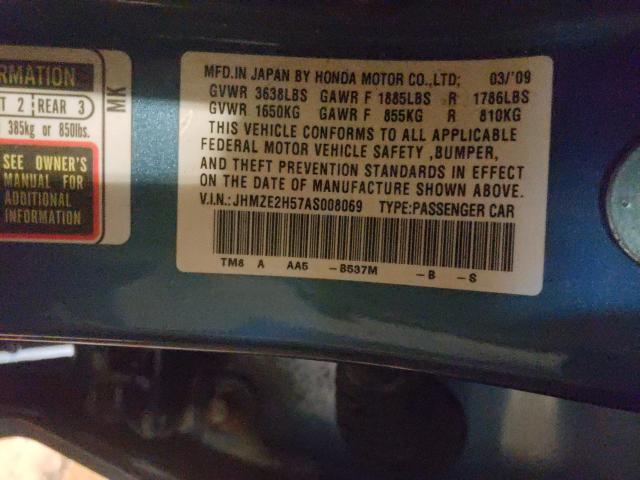 RMATION
T 2 REAR 3
385kg or 850lbs.
SEE OWNER'S
MANUAL FOR
ADDITIONAL
INFORMATION
MK
MFD.IN JAPAN BY HONDA MOTOR CO.,LTD; 03/'09
GVWR 3638LBS GAWR F 1885LBS R 1786LBS
GVWR 1650KG GAWR F 855KG R 810KG
THIS VEHICLE CONFORMS TO ALL APPLICABLE
FEDERAL MOTOR VEHICLE SAFETY ,BUMPER,
AND THEFT PREVENTION STANDARDS IN EFFECT
ON THE DATE OF MANUFACTURE SHOWN ABOVE.
V.I.N.:JHMZE2H57AS008069 TYPE:PASSENGER CAR
TM8 A AA5 -B537M -B -S